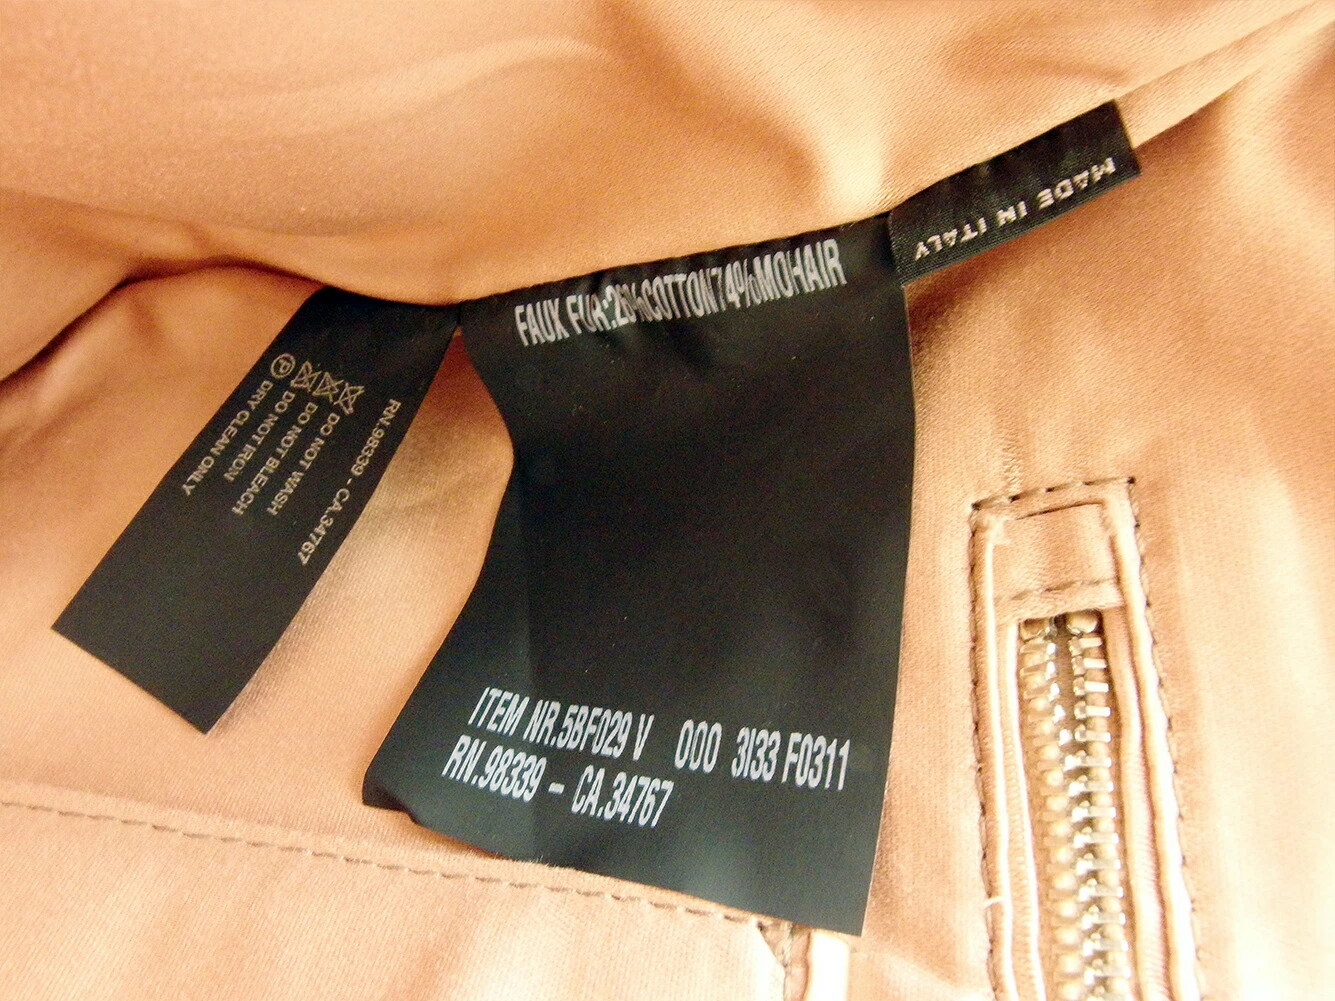 MADE IN ITALY
FAUX FUR:26%COTTON74%MOHAIR
ITEM NR.5BF029 V 000 3I33 F0311
RN.98339 - CA.34767
RN.98339 - CA.34767
DO NOT WASH
DO NOT BLEACH
DO NOT IRON
P DRY CLEAN ONLY